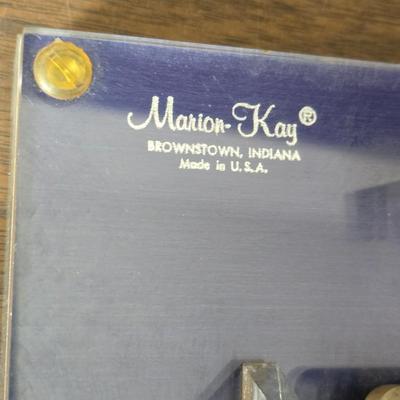 Marion-Kay®
BROWNSTOWN, INDIANA
Made in U.S.A.